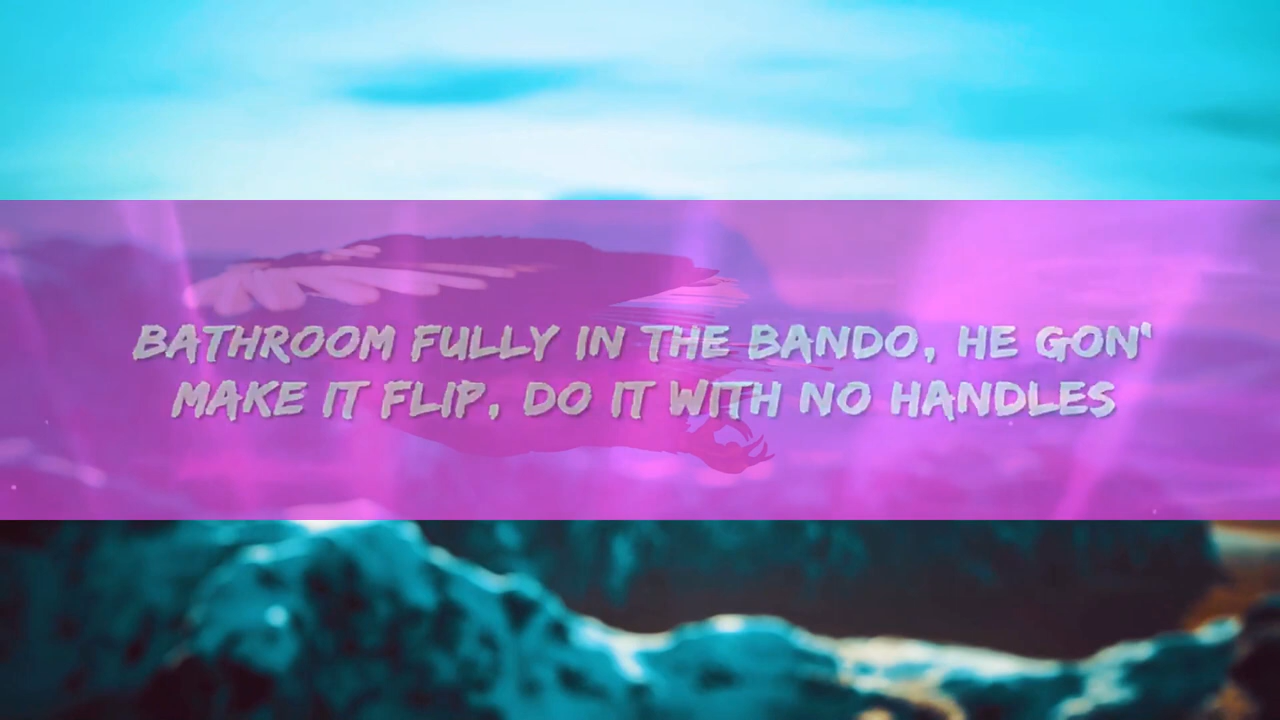 BATHROOM FULLY IN THE BANDO, HE GON'
MAKE IT FLIP, DO IT WITH NO HANDLES